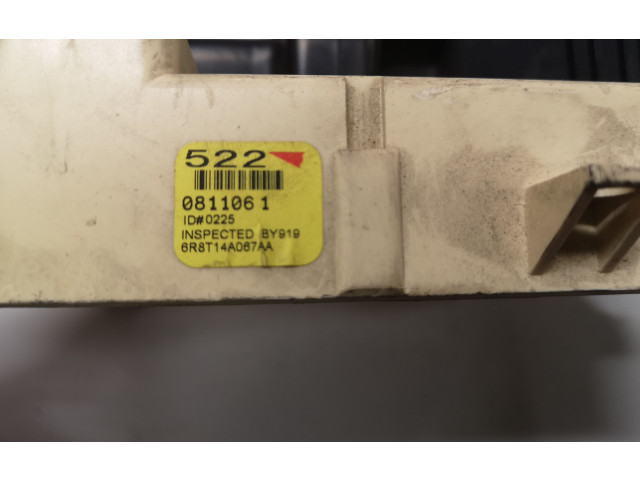 522
0811061
ID#0225
INSPECTED BY919
6R8T14A067AA